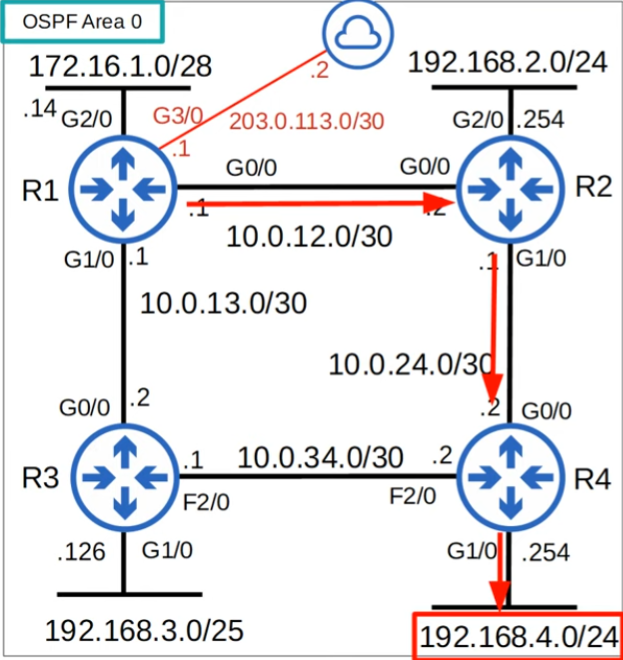 OSPF Area 0
172.16.1.0/28
192.168.2.0/24
.2
.14
G2/0
G3/0
203.0.113.0/30
G2/0
.254
.1
R1
G0/0
G0/0
R2
.1
.2
10.0.12.0/30
G1/0
.1
.1
G1/0
10.0.13.0/30
10.0.24.0/30
G0/0
.2
.2
G0/0
R3
.1
10.0.34.0/30
.2
R4
F2/0
F2/0
.126
G1/0
G1/0
.254
192.168.3.0/25
192.168.4.0/24